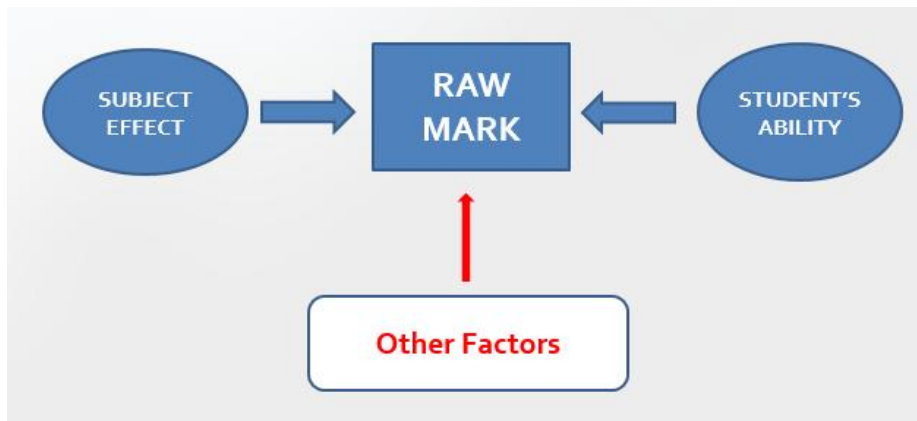 SUBJECT
EFFECT
RAW
MARK
STUDENT'S
ABILITY
Other Factors